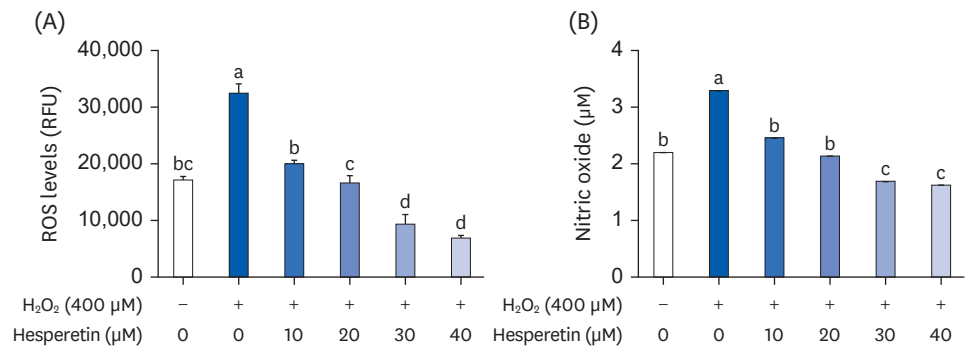 (A)
ROS levels (RFU)
40,000
30,000
20,000
10,000
0
bc
a
b
c
d
d
H₂O₂ (400 µM) − + + + + +
Hesperetin (µM) 0 0 10 20 30 40
(B)
Nitric oxide (µM)
4
3
2
1
0
b
a
b
b
c
c
H₂O₂ (400 µM) − + + + + +
Hesperetin (µM) 0 0 10 20 30 40